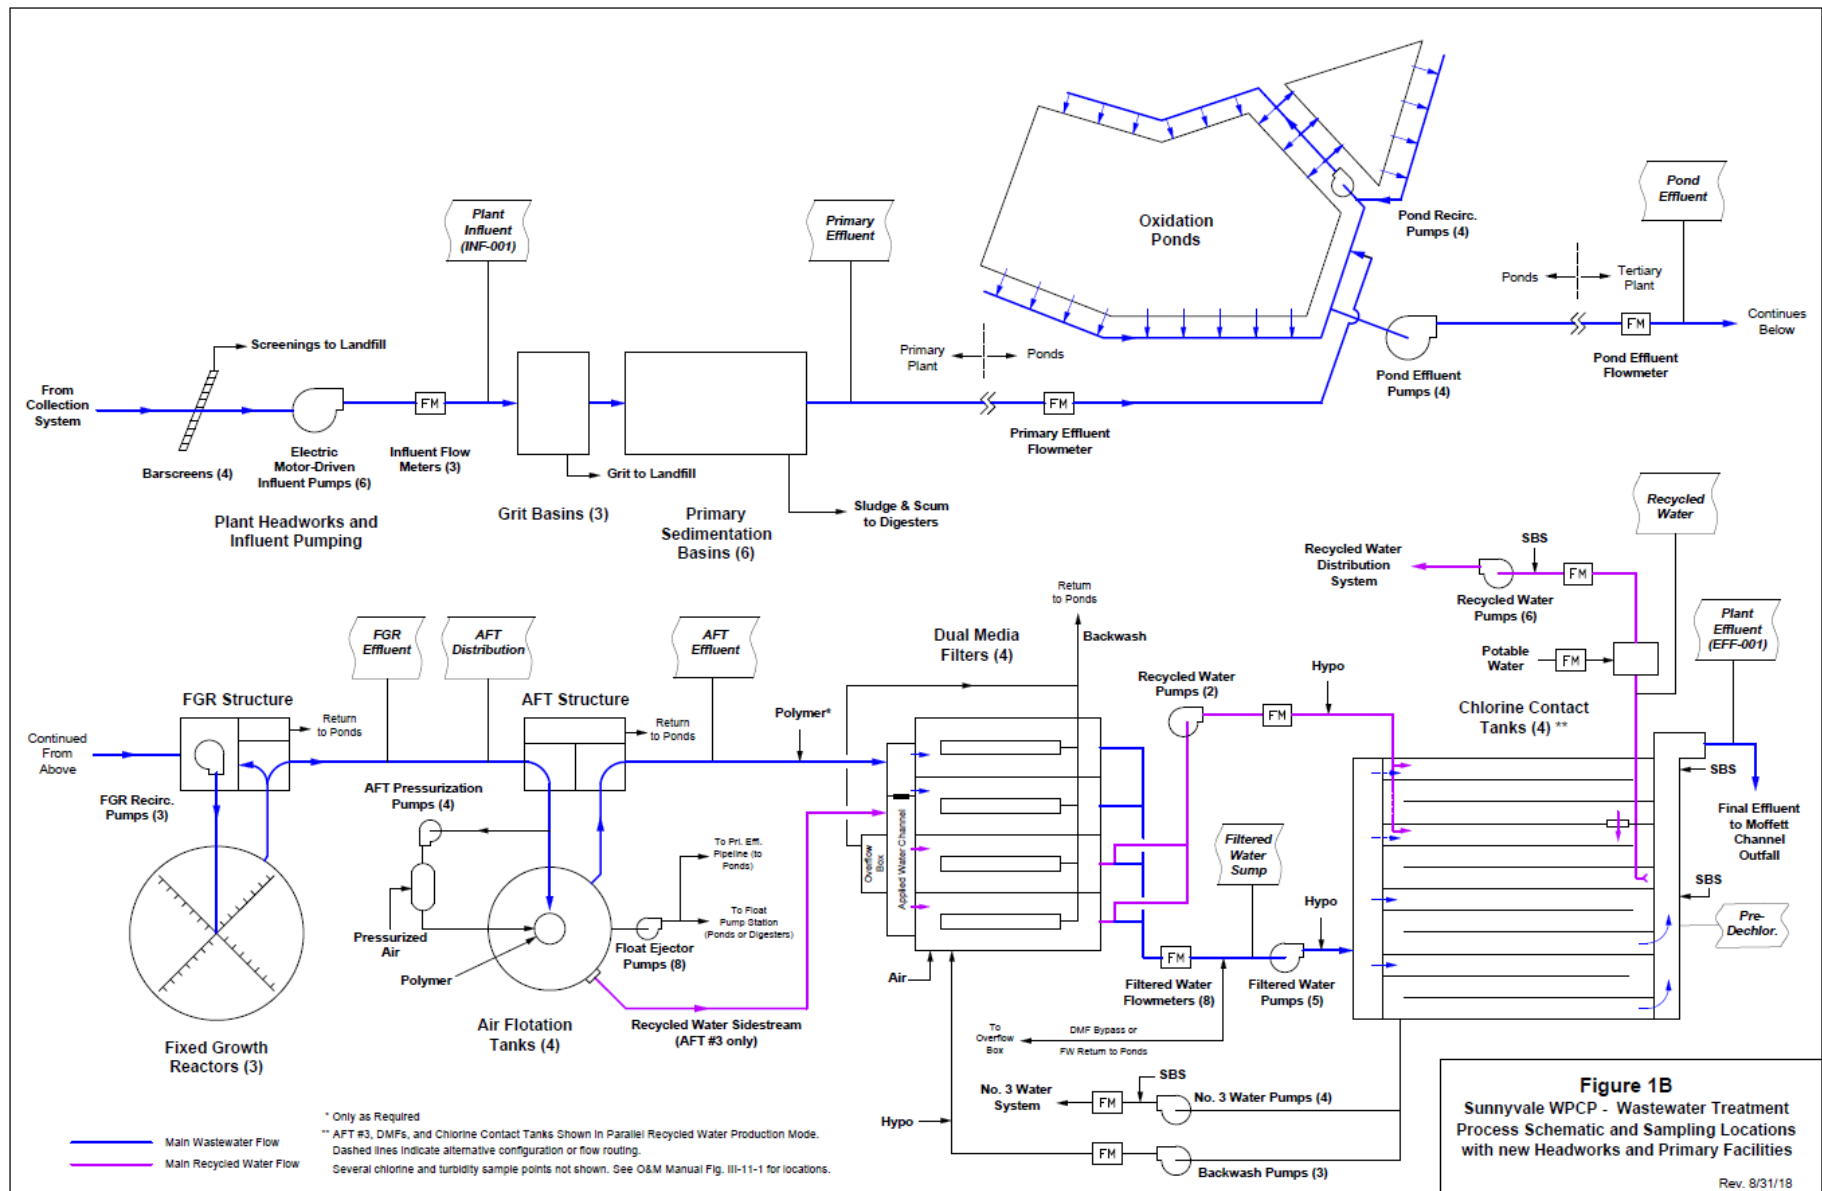 Plant
Influent
(INF-001)
Primary
Effluent
Pond
Effluent
Oxidation
Ponds
Pond Recirc.
Pumps (4)
Ponds
Tertiary
Plant
FM
Continues
Below
Pond Effluent
Flowmeter
Pond Effluent
Pumps (4)
Primary
Plant
Ponds
Screenings to Landfill
From
Collection
System
FM
FM
Barscreens (4)
Electric
Motor-Driven
Influent Pumps (6)
Influent Flow
Meters (3)
Grit to Landfill
Primary Effluent
Flowmeter
Plant Headworks and
Influent Pumping
Grit Basins (3)
Primary
Sedimentation
Basins (6)
Sludge & Scum
to Digesters
Recycled
Water
SBS
Recycled Water
Distribution
System
FM
Recycled Water
Pumps (6)
Plant
Effluent
(EFF-001)
Potable
Water
FM
Return
to Ponds
Backwash
FGR
Effluent
AFT
Distribution
AFT
Effluent
Dual Media
Filters (4)
Recycled Water
Pumps (2)
Hypo
FM
Chlorine Contact
Tanks (4) **
FGR Structure
AFT Structure
Return
to Ponds
Return
to Ponds
Polymer*
Continued
From
Above
FGR Recirc.
Pumps (3)
AFT Pressurization
Pumps (4)
SBS
Final Effluent
to Moffett
Channel
Outfall
SBS
Pre-
Dechlor.
To Pri. Eff.
Pipeline (to
Ponds)
Overflow
Box
Applied Water Channel
Filtered
Water
Sump
Hypo
To Float
Pump Station
(Ponds or Digesters)
Pressurized
Air
Float Ejector
Pumps (8)
Polymer
Air
FM
Filtered Water
Flowmeters (8)
Filtered Water
Pumps (5)
Air Flotation
Tanks (4)
Recycled Water Sidestream
(AFT #3 only)
Fixed Growth
Reactors (3)
To
Overflow
Box
DMF Bypass or
FW Return to Ponds
SBS
No. 3 Water
System
FM
No. 3 Water Pumps (4)
Hypo
FM
Backwash Pumps (3)
Main Wastewater Flow
Main Recycled Water Flow
* Only as Required
** AFT #3, DMFs, and Chlorine Contact Tanks Shown in Parallel Recycled Water Production Mode.
Dashed lines indicate alternative configuration or flow routing.
Several chlorine and turbidity sample points not shown. See O&M Manual Fig. III-11-1 for locations.
Figure 1B
Sunnyvale WPCP - Wastewater Treatment
Process Schematic and Sampling Locations
with new Headworks and Primary Facilities
Rev. 8/31/18